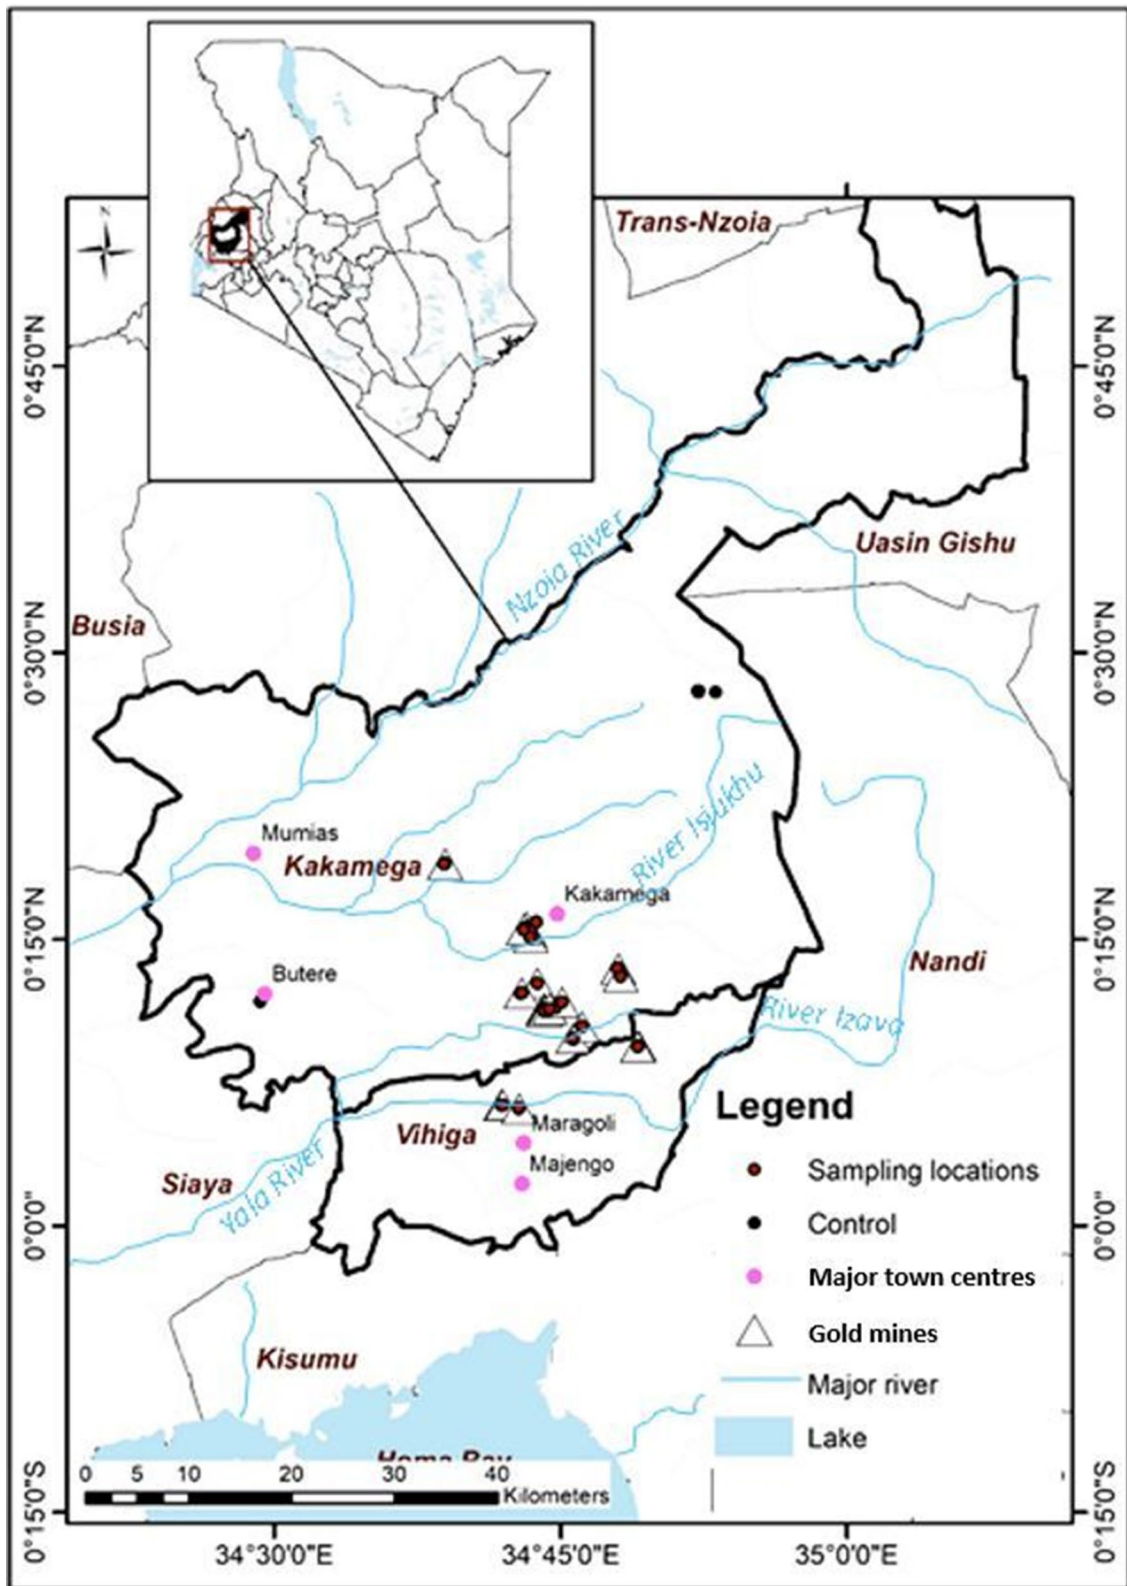 Trans-Nzoia
N
0°45'0"N
0°45'0"N
Nzoia River
Uasin Gishu
Busia
0°30'0"N
0°30'0"N
River Isiukhu
Mumias
Kakamega
Kakamega
0°15'0"N
0°15'0"N
Butere
Nandi
River Izava
Legend
Maragoli
Vihiga
Majengo
Sampling locations
Siaya
Yala River
Control
0°0'0"
0°0'0"
Major town centres
Gold mines
Kisumu
Major river
Lake
Homa Bay
0 5 10 20 30 40
Kilometers
0°15'0"S
0°15'0"S
34°30'0"E
34°45'0"E
35°0'0"E